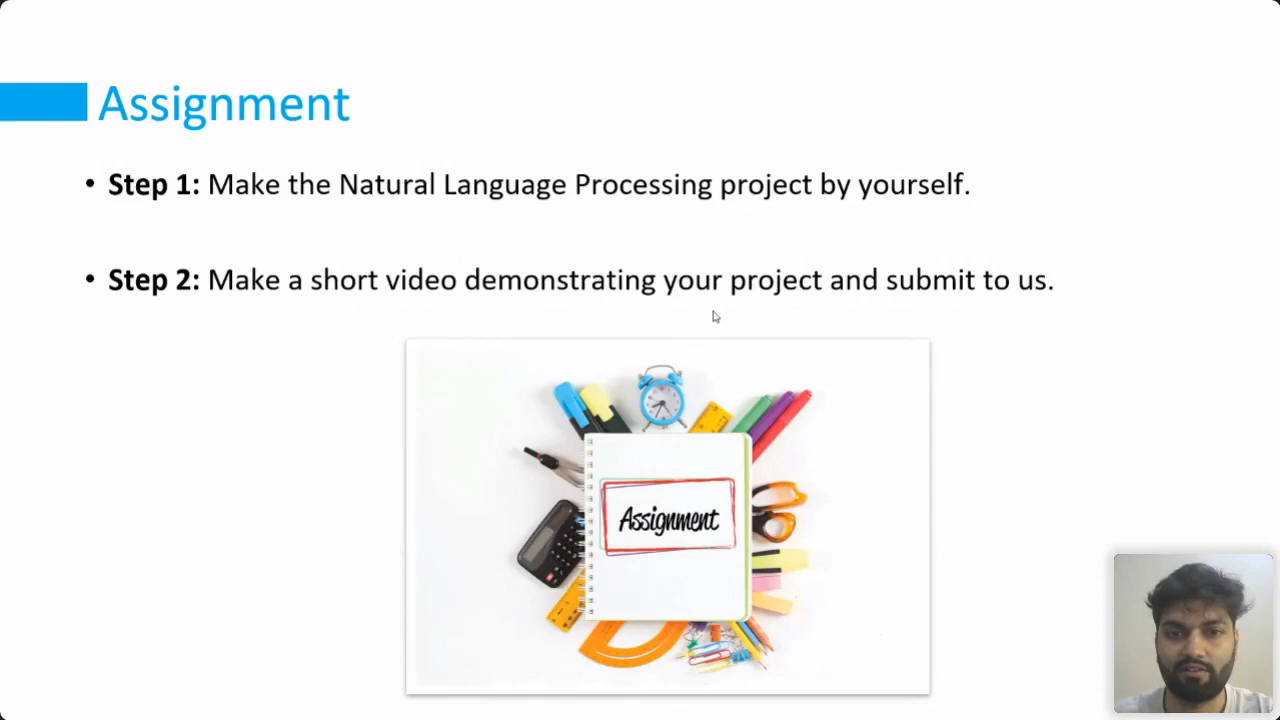 Assignment
• Step 1: Make the Natural Language Processing project by yourself.
• Step 2: Make a short video demonstrating your project and submit to us.
Assignment